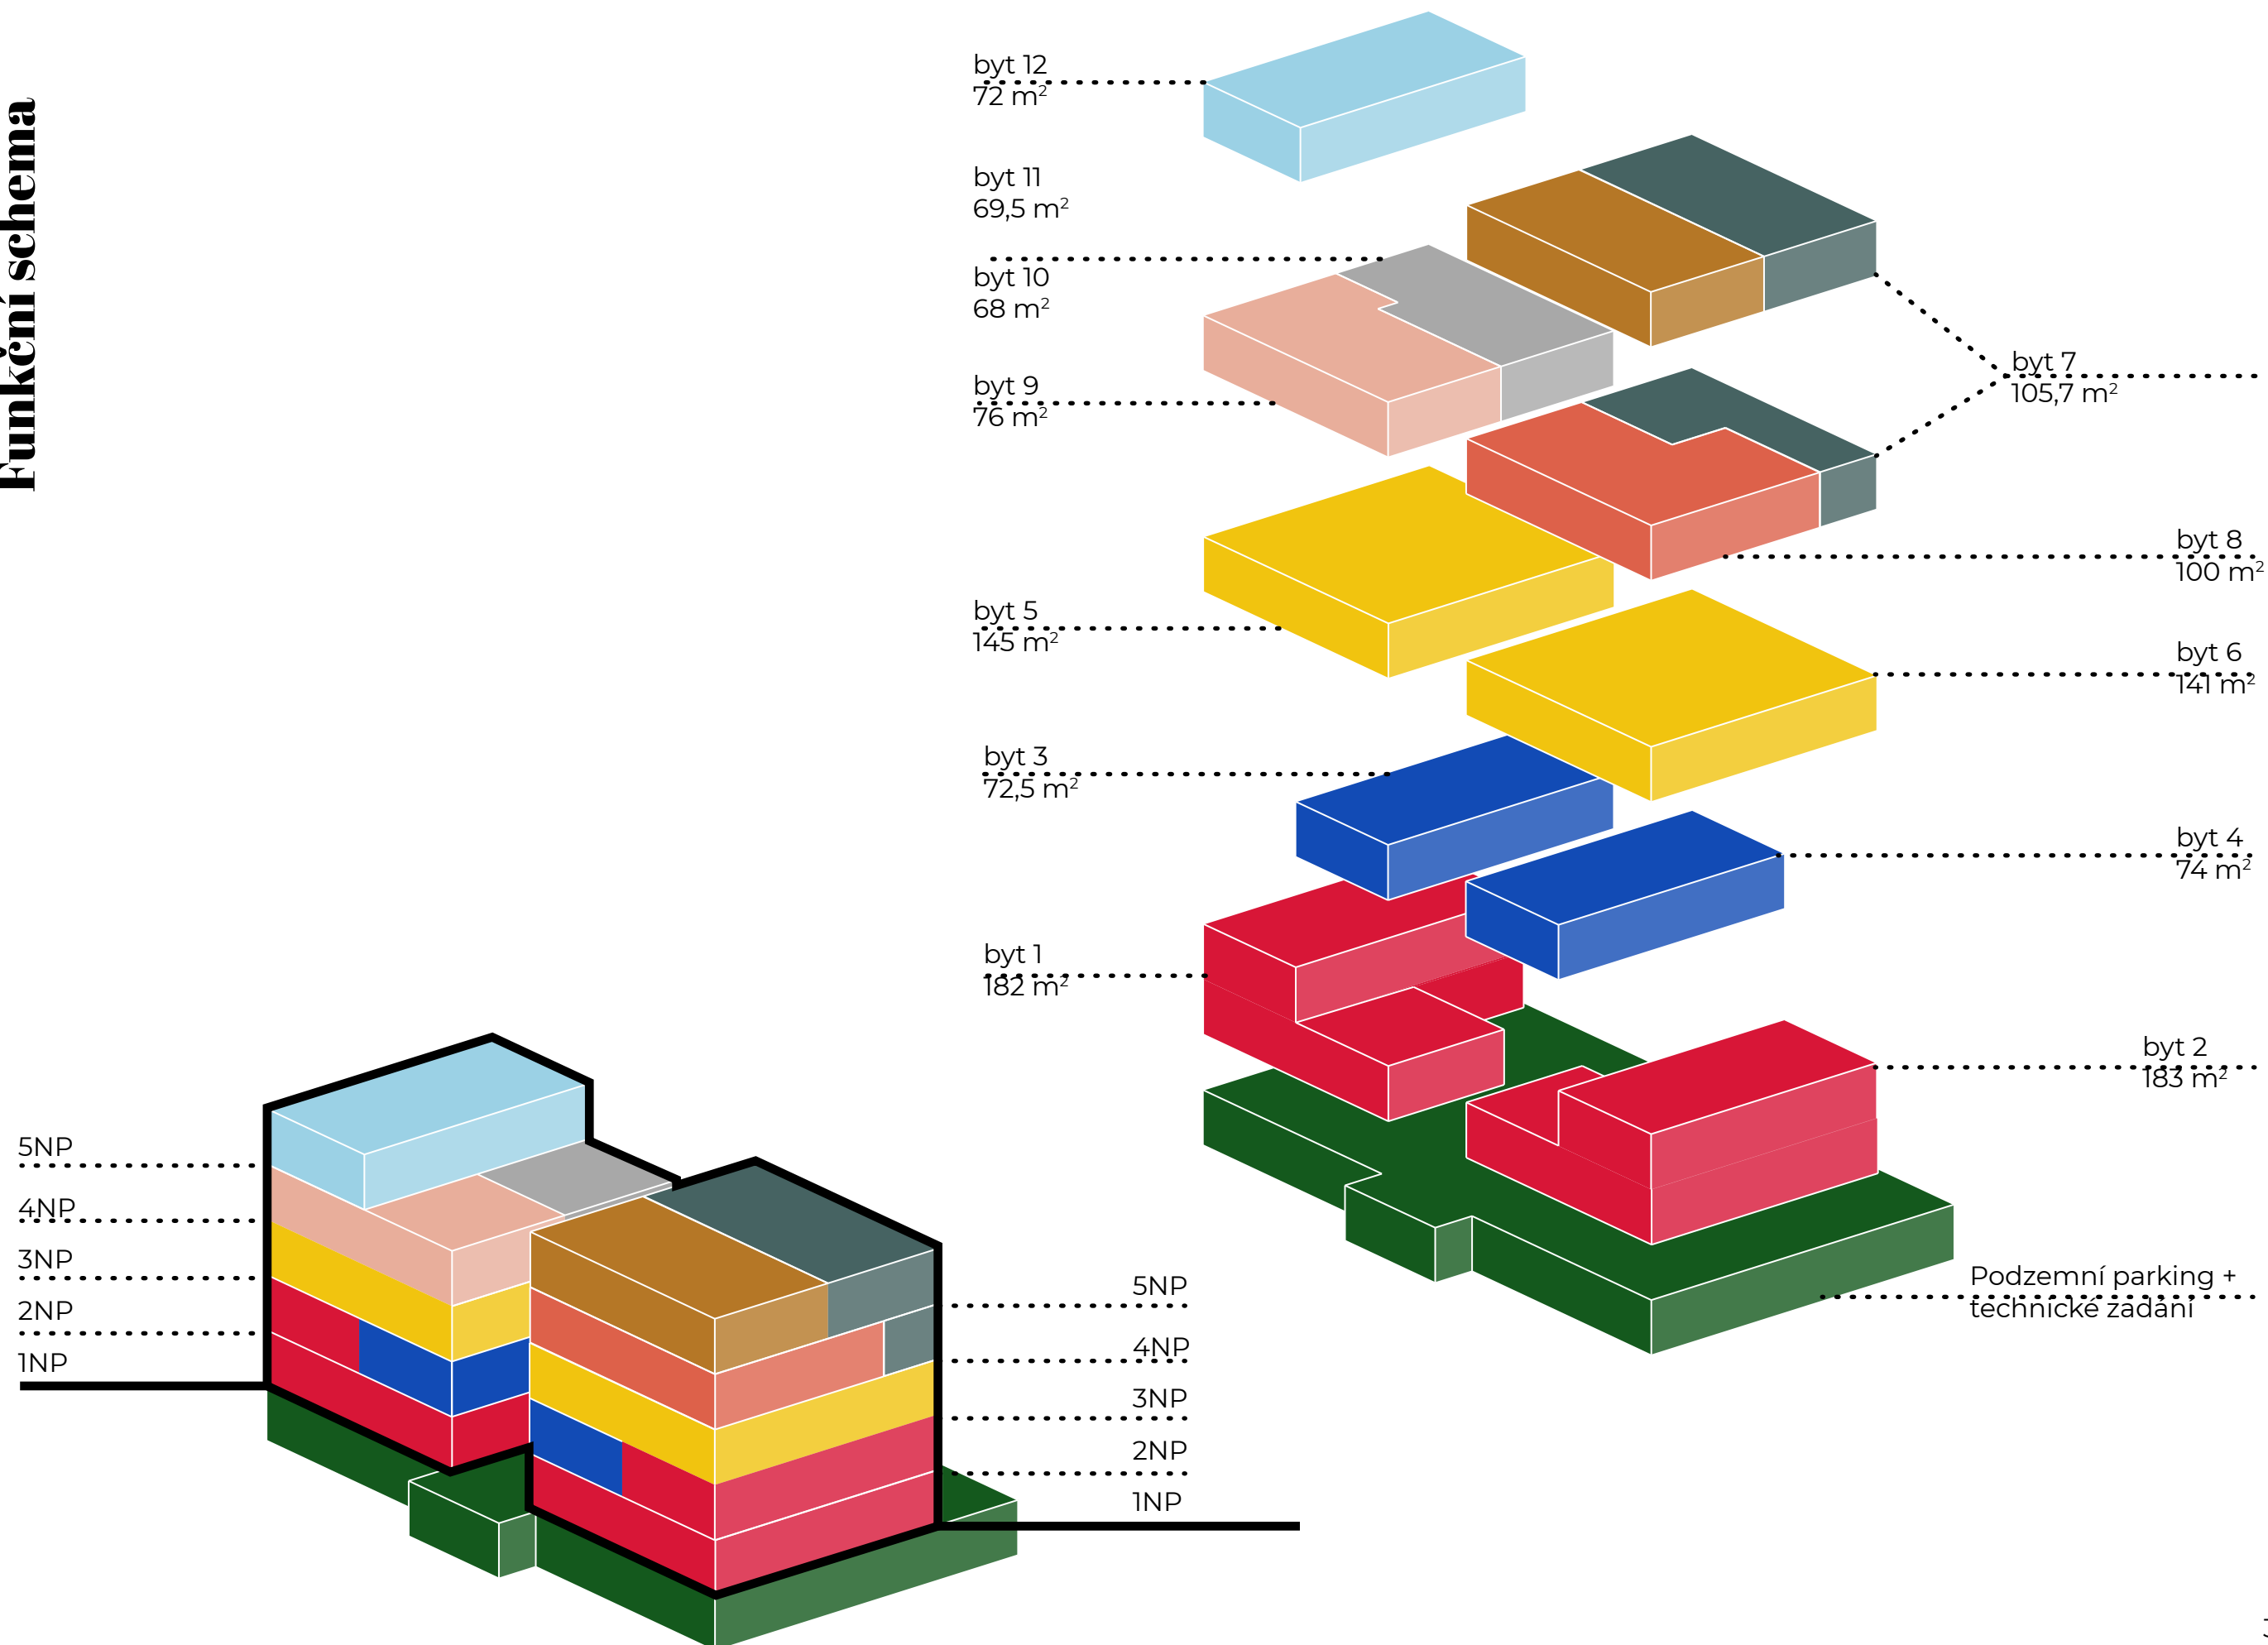 Funkční schema
byt 12
72 m²
byt 11
69,5 m²
byt 10
68 m²
byt 9
76 m²
byt 7
105,7 m²
byt 8
100 m²
byt 5
145 m²
byt 6
141 m²
byt 3
72,5 m²
byt 4
74 m²
byt 1
182 m²
byt 2
183 m²
Podzemní parking +
technické zadání
5NP
4NP
3NP
2NP
1NP
5NP
4NP
3NP
2NP
1NP